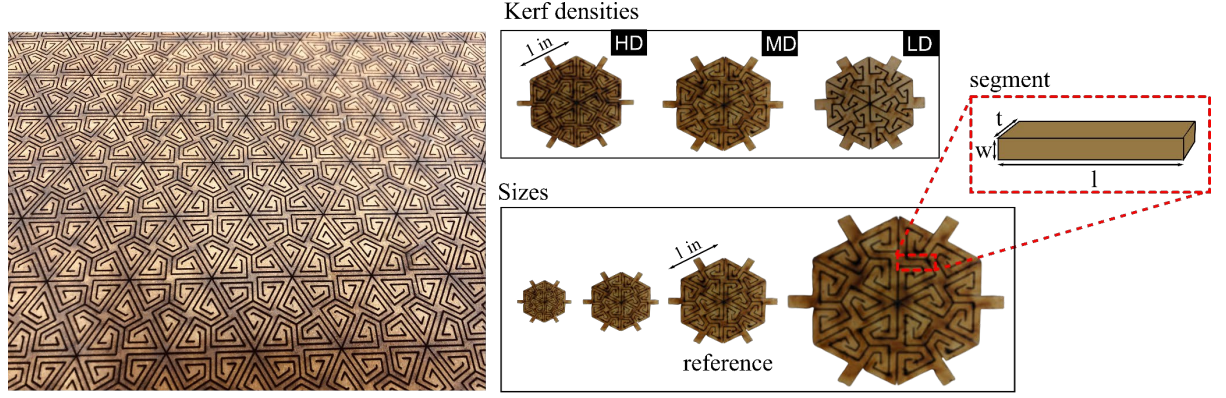 Kerf densities
1 in
HD
MD
LD
segment
t
w
l
Sizes
1 in
reference